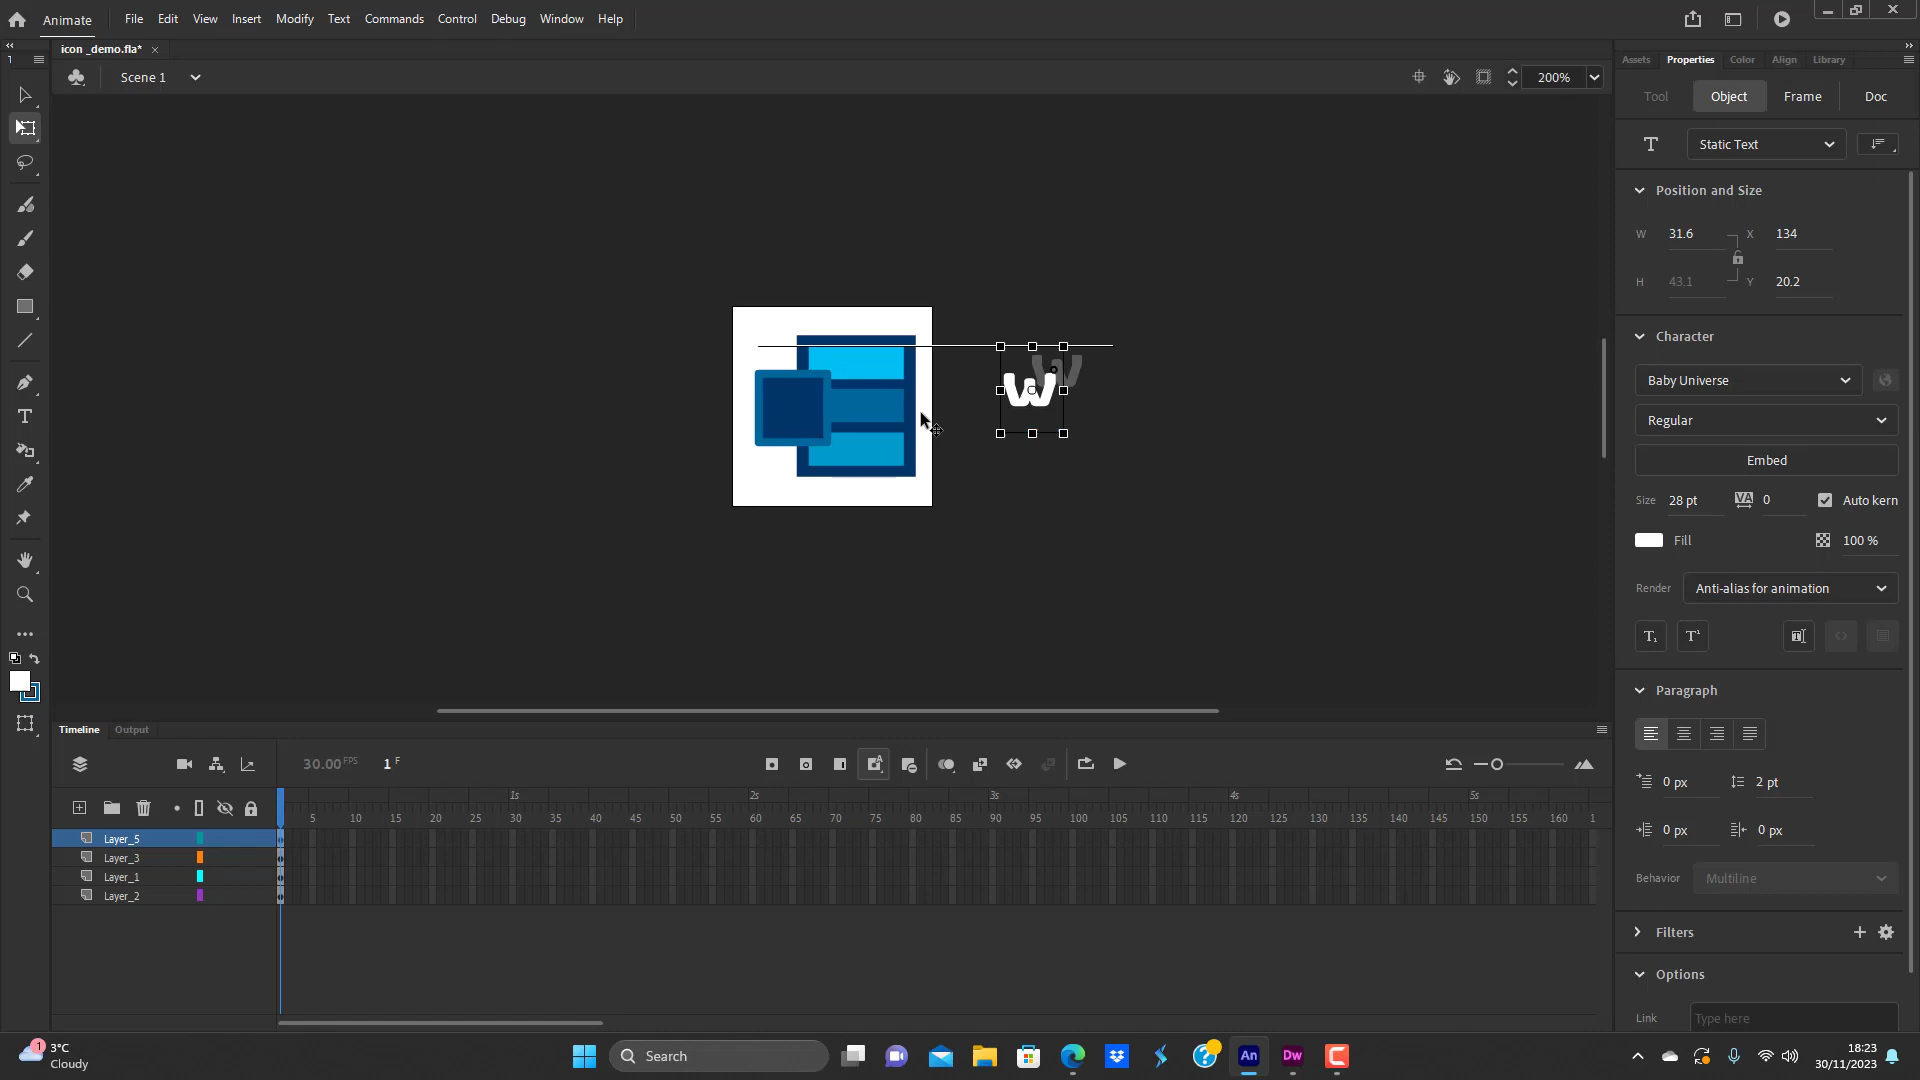 Animate File Edit View Insert Modify Text Commands Control Debug Window Help
icon _demo.fla*
Scene 1 200%
Assets Properties Color Align Library
Tool Object Frame Doc
Static Text
Position and Size
W 31.6 X 134
H 43.1 Y 20.2
Character
Baby Universe
Regular
Embed
Size 28 pt VA 0 Auto kern
Fill 100 %
Render Anti-alias for animation
Paragraph
0 px 2 pt
0 px 0 px
Behavior Multiline
Filters
Options
Link Type here
w
w
Timeline Output
30.00 FPS 1 F
1s 2s 3s 4s 5s
5 10 15 20 25 30 35 40 45 50 55 60 65 70 75 80 85 90 95 100 105 110 115 120 125 130 135 140 145 150 155 160 1
Layer_5
Layer_3
Layer_1
Layer_2
1 3°C
Cloudy
Search
An Dw
18:23
30/11/2023